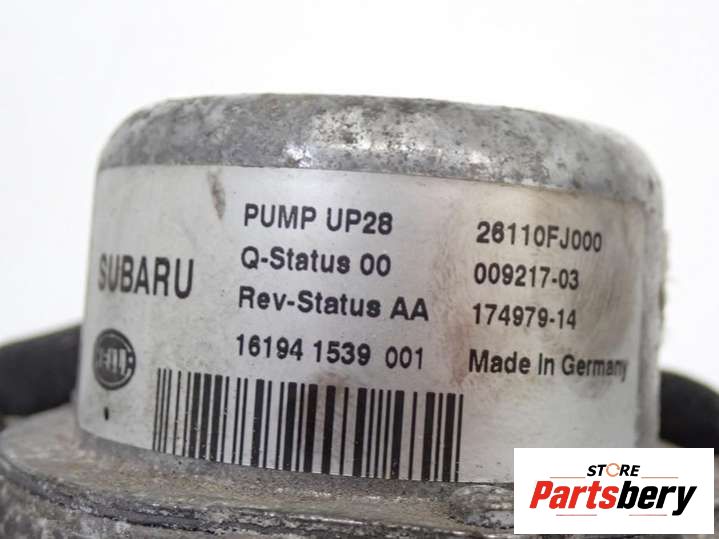 PUMP UP28 26110FJ000
Q-Status 00 009217-03
SUBARU
Rev-Status AA 174979-14
HELLA
16194 1539 001 Made In Germany
STORE
Partsbery